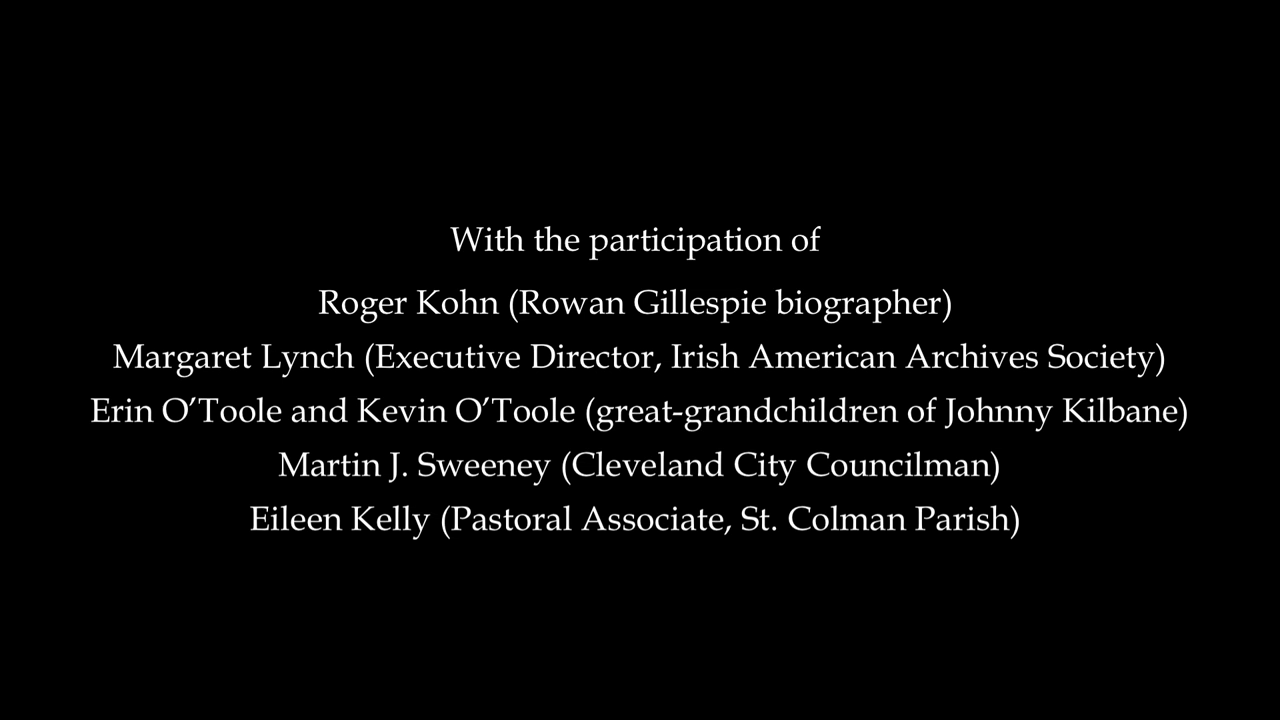 With the participation of
Roger Kohn (Rowan Gillespie biographer)
Margaret Lynch (Executive Director, Irish American Archives Society)
Erin O’Toole and Kevin O’Toole (great-grandchildren of Johnny Kilbane)
Martin J. Sweeney (Cleveland City Councilman)
Eileen Kelly (Pastoral Associate, St. Colman Parish)